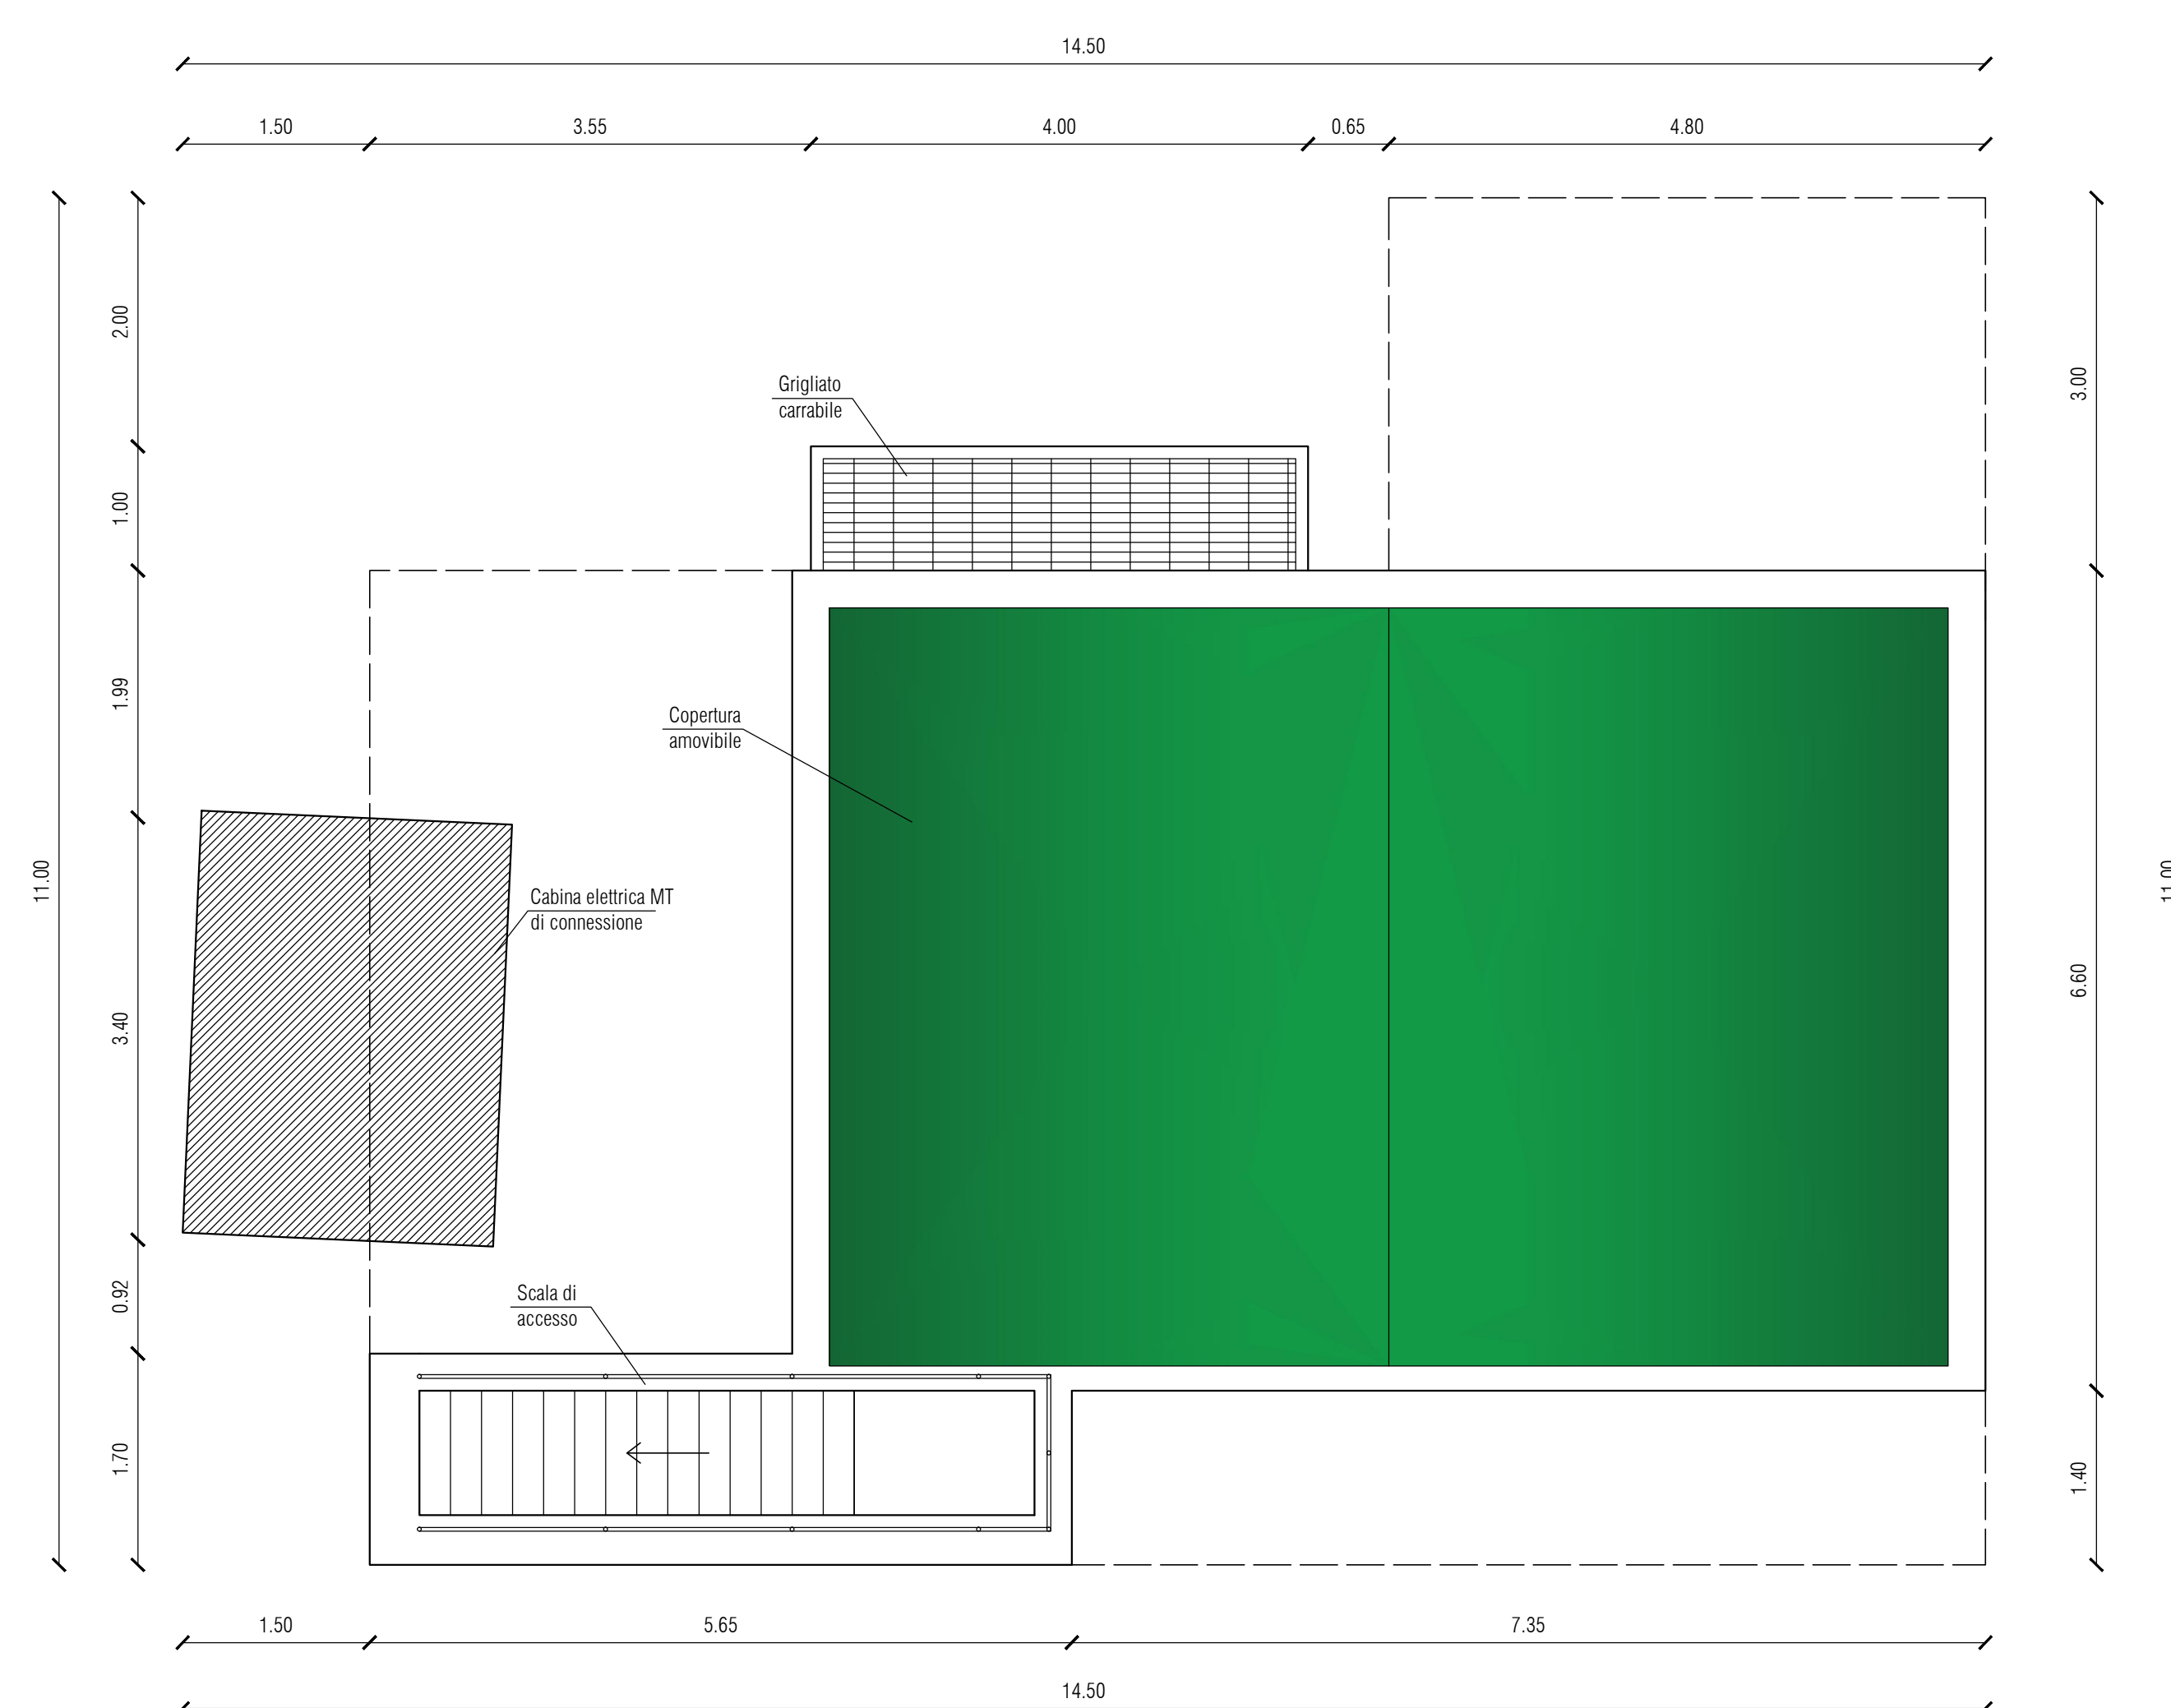 14.50
1.50
3.55
4.00
0.65
4.80
2.00
3.00
Grigliato
carrabile
1.00
1.99
Copertura
amovibile
11.00
11.00
Cabina elettrica MT
di connessione
6.60
3.40
0.92
Scala di
accesso
1.70
1.40
1.50
5.65
7.35
14.50